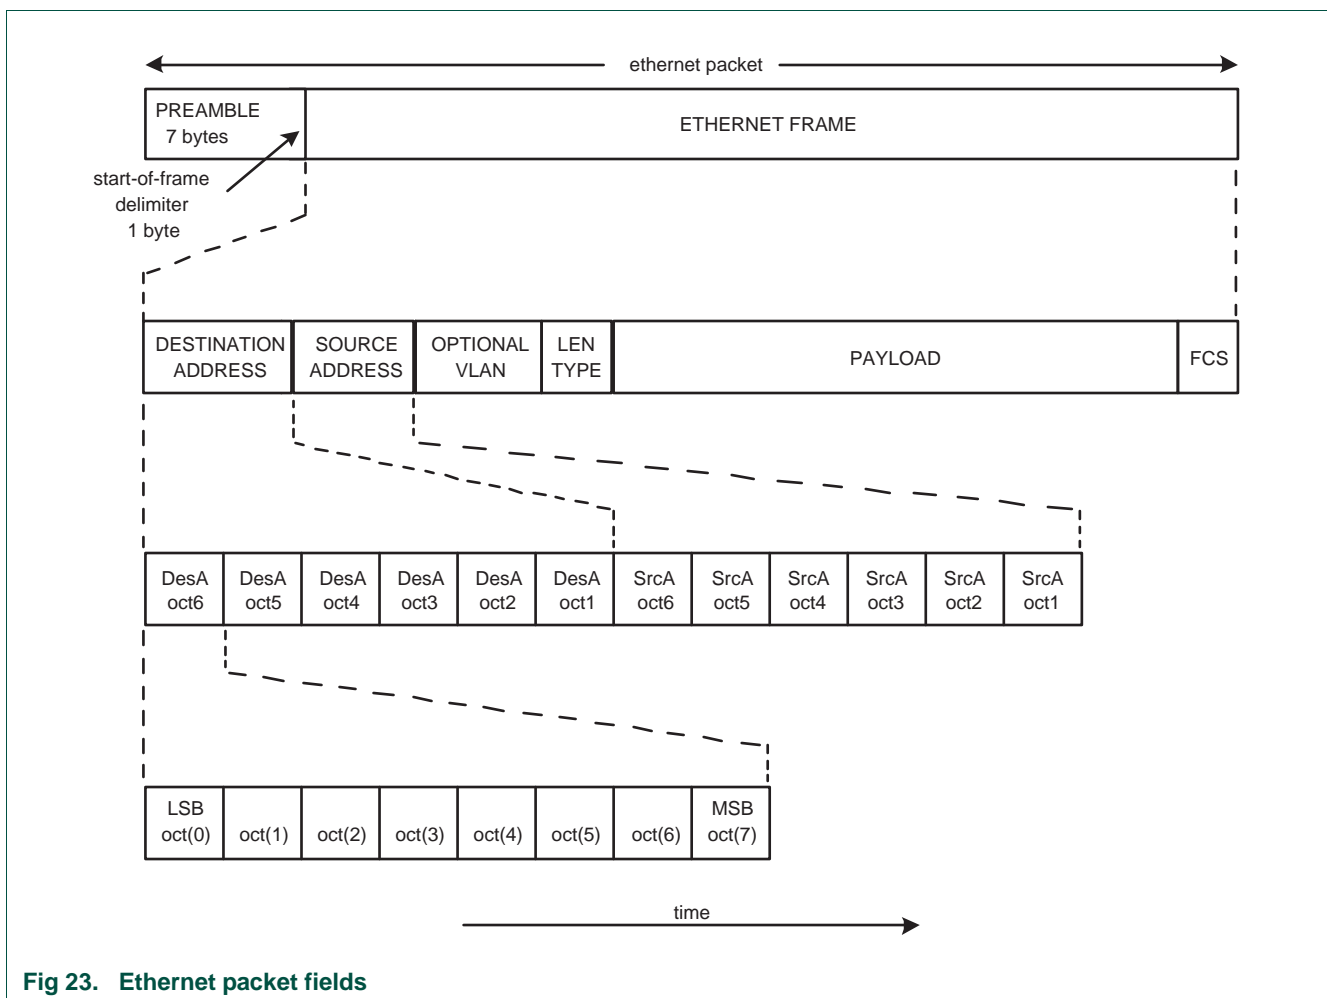 ethernet packet
PREAMBLE
7 bytes
ETHERNET FRAME
start-of-frame
delimiter
1 byte
DESTINATION
ADDRESS
SOURCE
ADDRESS
OPTIONAL
VLAN
LEN
TYPE
PAYLOAD
FCS
DesA
oct6
DesA
oct5
DesA
oct4
DesA
oct3
DesA
oct2
DesA
oct1
SrcA
oct6
SrcA
oct5
SrcA
oct4
SrcA
oct3
SrcA
oct2
SrcA
oct1
LSB
oct(0)
oct(1)
oct(2)
oct(3)
oct(4)
oct(5)
oct(6)
MSB
oct(7)
time
Fig 23. Ethernet packet fields